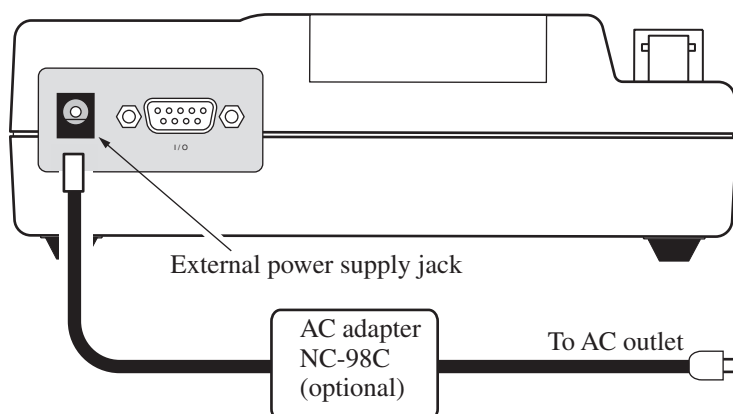 I/O
External power supply jack
AC adapter
NC-98C
(optional)
To AC outlet